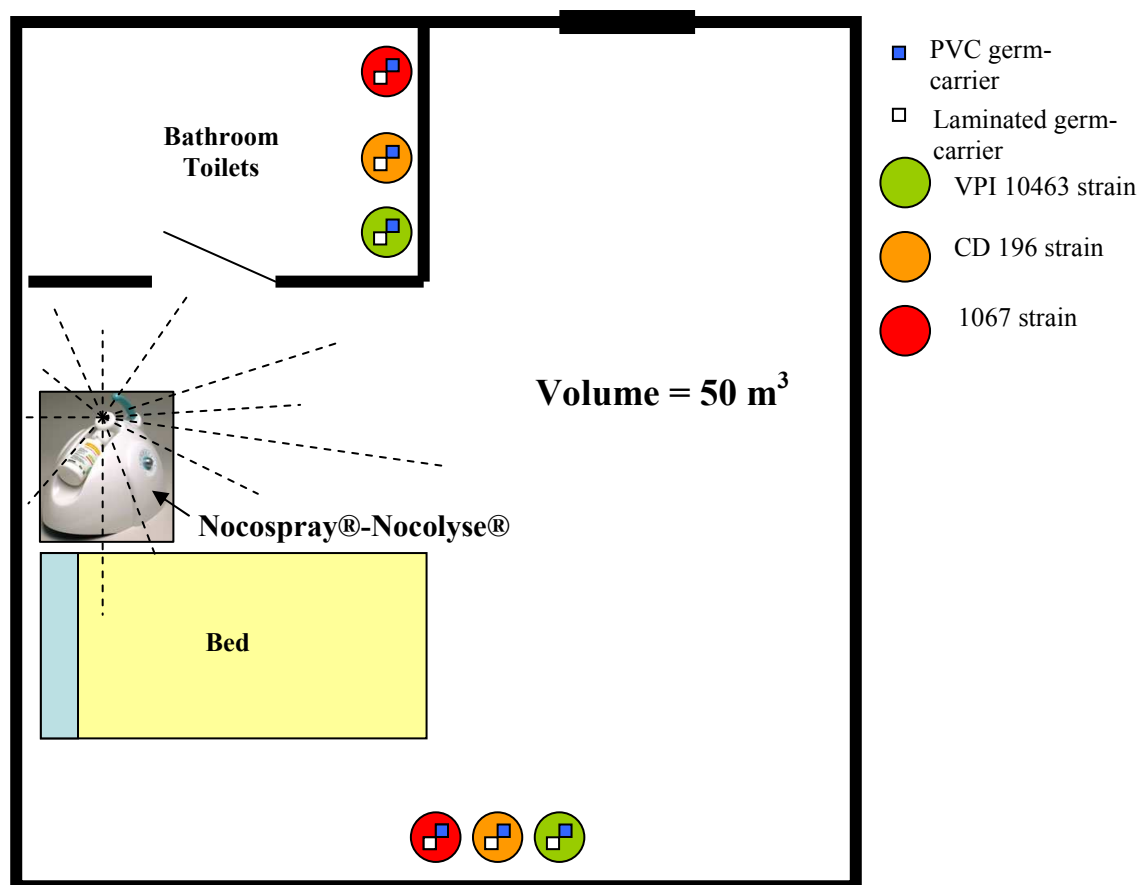 Bathroom
Toilets
Volume = 50 m³
Nocospray®-Nocolyse®
Bed
PVC germ-
carrier
Laminated germ-
carrier
VPI 10463 strain
CD 196 strain
1067 strain